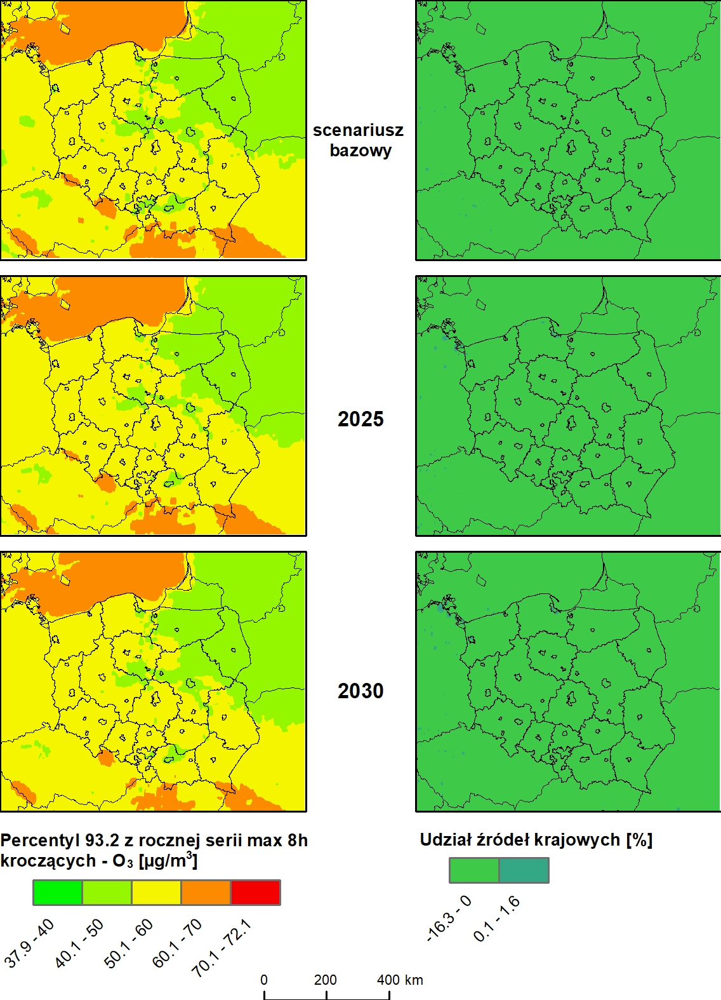 scenariusz
bazowy
2025
2030
Percentyl 93.2 z rocznej serii max 8h
kroczących - O₃ [µg/m³]
37.9 - 40
40.1 - 50
50.1 - 60
60.1 - 70
70.1 - 72.1
Udział źródeł krajowych [%]
-16.3 - 0
0.1 - 1.6
0 200 400 km